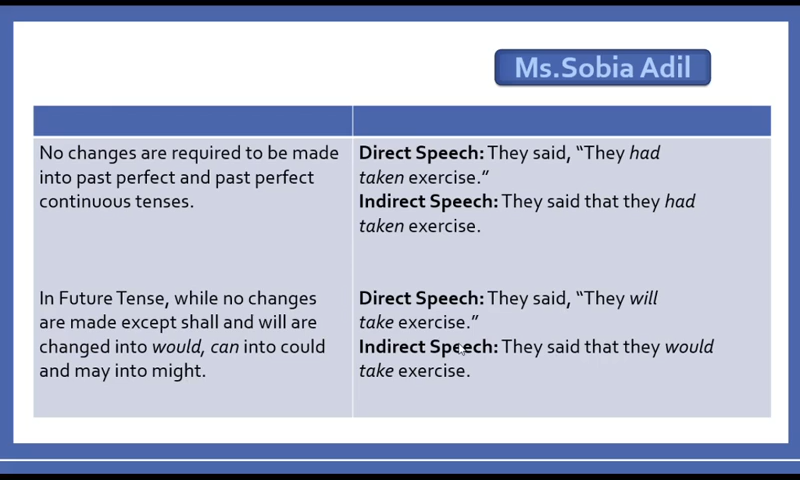 Ms.Sobia Adil
No changes are required to be made
into past perfect and past perfect
continuous tenses.
Direct Speech: They said, “They had
taken exercise.”
Indirect Speech: They said that they had
taken exercise.
In Future Tense, while no changes
are made except shall and will are
changed into would, can into could
and may into might.
Direct Speech: They said, “They will
take exercise.”
Indirect Speech: They said that they would
take exercise.